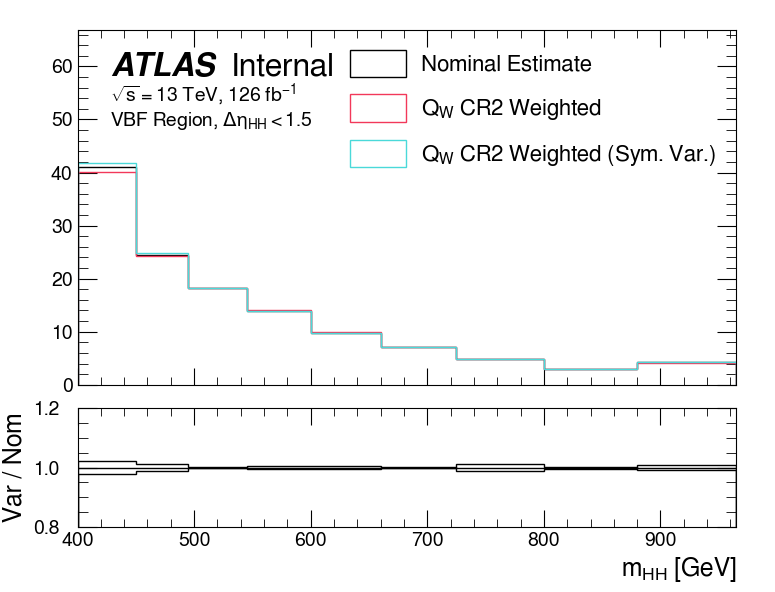 ATLAS Internal
√s = 13 TeV, 126 fb⁻¹
VBF Region, Δη_HH < 1.5
Nominal Estimate
Q_W CR2 Weighted
Q_W CR2 Weighted (Sym. Var.)
60
50
40
30
20
10
0
Var / Nom
1.2
1.0
0.8
400 500 600 700 800 900
m_HH [GeV]